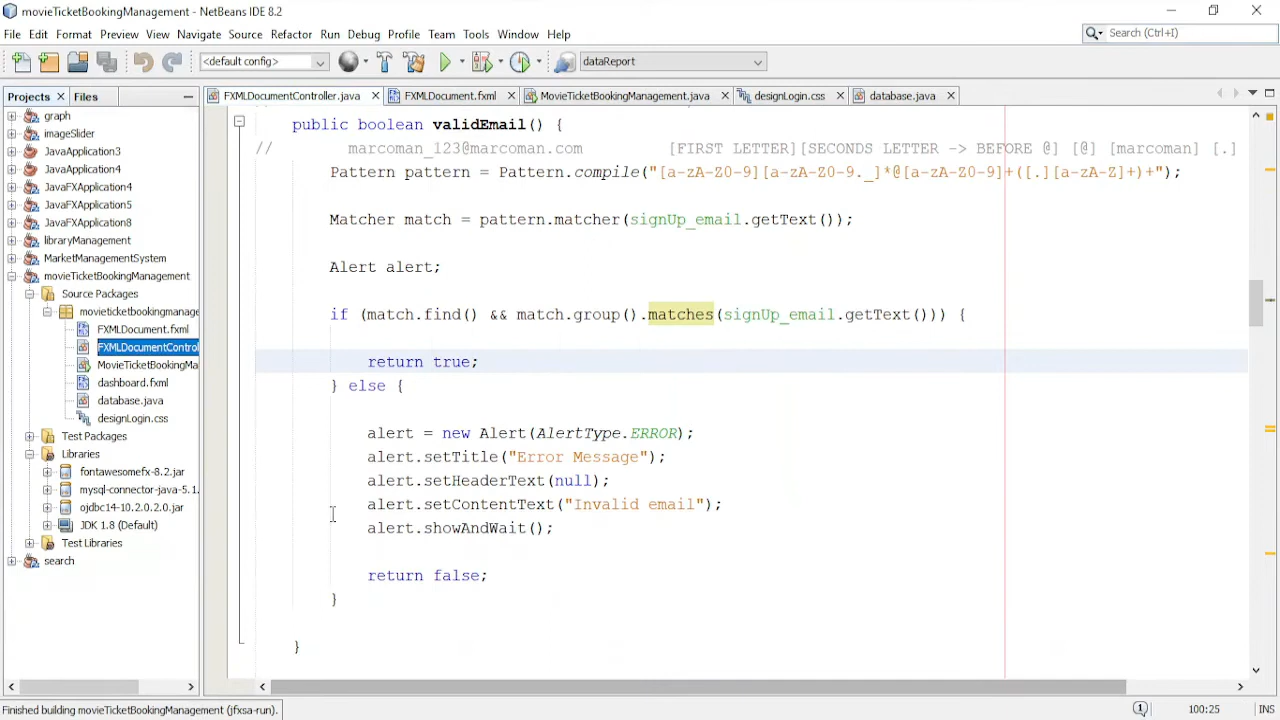 movieTicketBookingManagement - NetBeans IDE 8.2
File Edit Format Preview View Navigate Source Refactor Run Debug Profile Team Tools Window Help
Search (Ctrl+I)
<default config>
dataReport
Projects
Files
FXMLDocumentController.java
FXMLDocument.fxml
MovieTicketBookingManagement.java
designLogin.css
database.java
graph
imageSlider
JavaApplication3
JavaApplication4
JavaFXApplication4
JavaFXApplication5
JavaFXApplication8
libraryManagement
MarketManagementSystem
movieTicketBookingManagement
Source Packages
movieticketbookingmanage
FXMLDocument.fxml
FXMLDocumentControl
MovieTicketBookingMa
dashboard.fxml
database.java
designLogin.css
Test Packages
Libraries
fontawesomefx-8.2.jar
mysql-connector-java-5.1.
ojdbc14-10.2.0.2.0.jar
JDK 1.8 (Default)
Test Libraries
search
public boolean validEmail() {
// marcoman_123@marcoman.com [FIRST LETTER][SECONDS LETTER -> BEFORE @] [@] [marcoman] [.]
Pattern pattern = Pattern.compile("[a-zA-Z0-9][a-zA-Z0-9._]*@[a-zA-Z0-9]+([.][a-zA-Z]+)+");
Matcher match = pattern.matcher(signUp_email.getText());
Alert alert;
if (match.find() && match.group().matches(signUp_email.getText())) {
return true;
} else {
alert = new Alert(AlertType.ERROR);
alert.setTitle("Error Message");
alert.setHeaderText(null);
alert.setContentText("Invalid email");
alert.showAndWait();
return false;
}
}
Finished building movieTicketBookingManagement (jfxsa-run).
100:25
INS